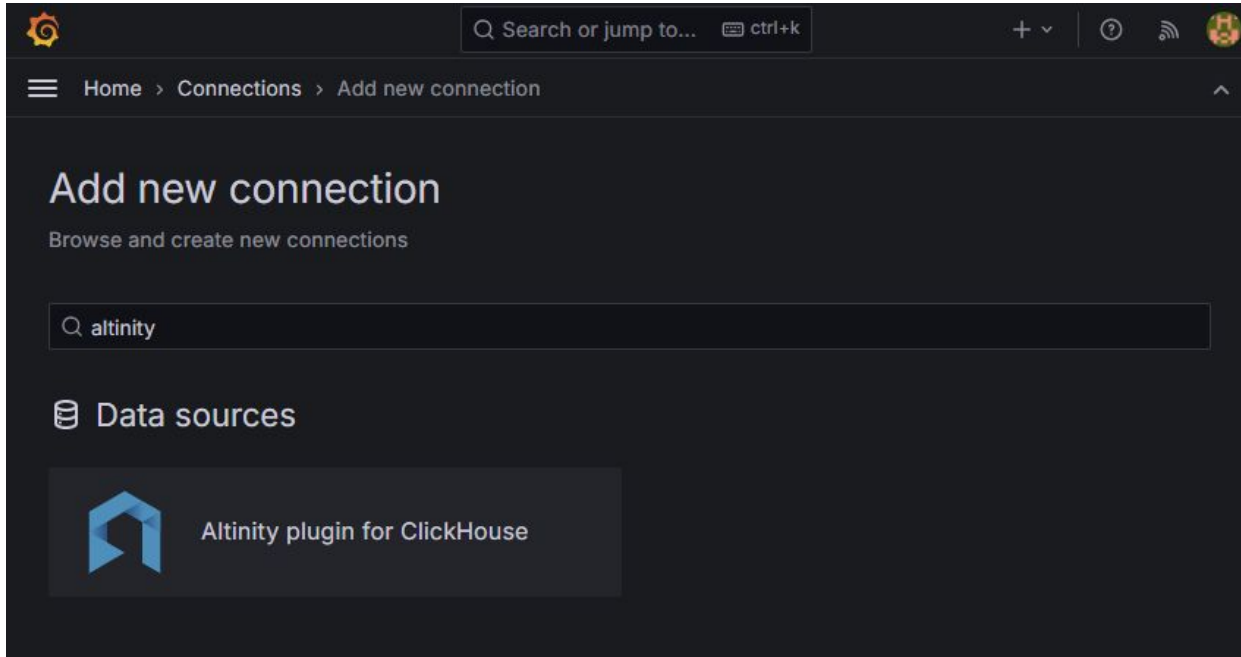 Search or jump to... ctrl+k
Home › Connections › Add new connection
Add new connection
Browse and create new connections
altinity
Data sources
Altinity plugin for ClickHouse